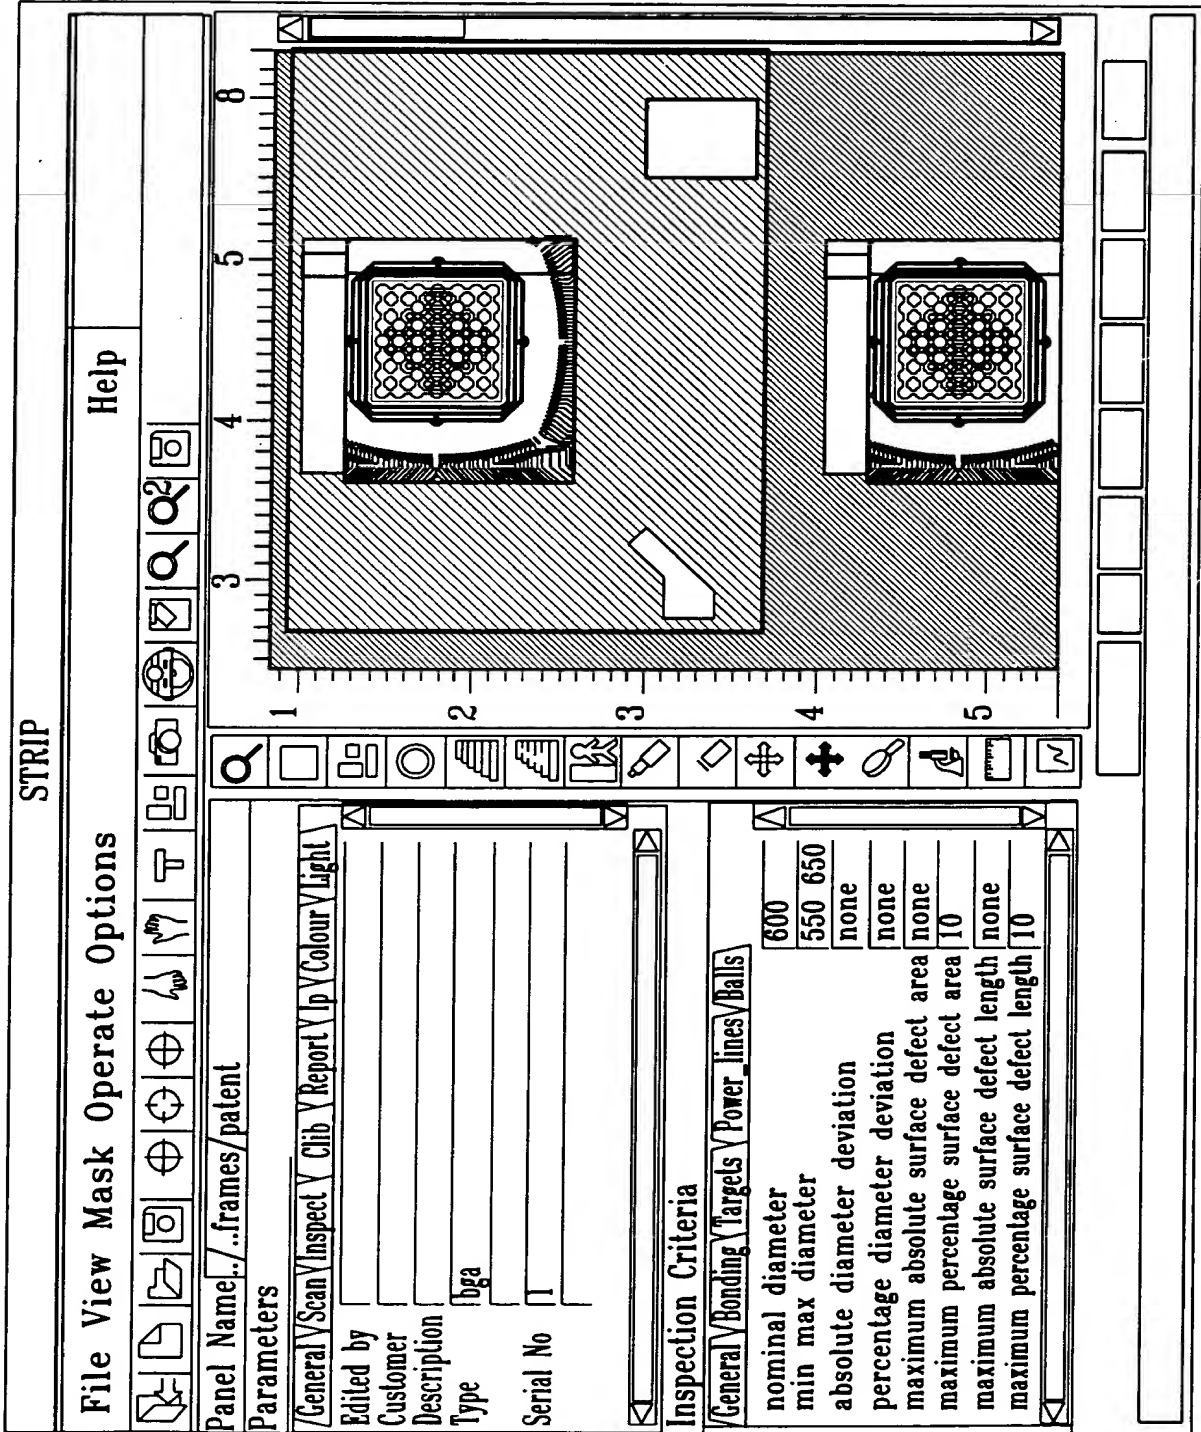 STRIP
File View Mask Operate Options Help
2
Panel Name ../..frames/patent
Parameters
General Scan Inspect Clib Report Ip Colour Light
Edited by
Customer
Description
Type bga
Serial No 1
Inspection Criteria
General Bonding Targets Power_lines Balls
nominal diameter 600
min max diameter 550 650
absolute diameter deviation none
percentage diameter deviation none
maximum absolute surface defect area none
maximum percentage surface defect area 10
maximum absolute surface defect length none
maximum percentage surface defect length 10
3 4 5 8
1
2
3
4
5